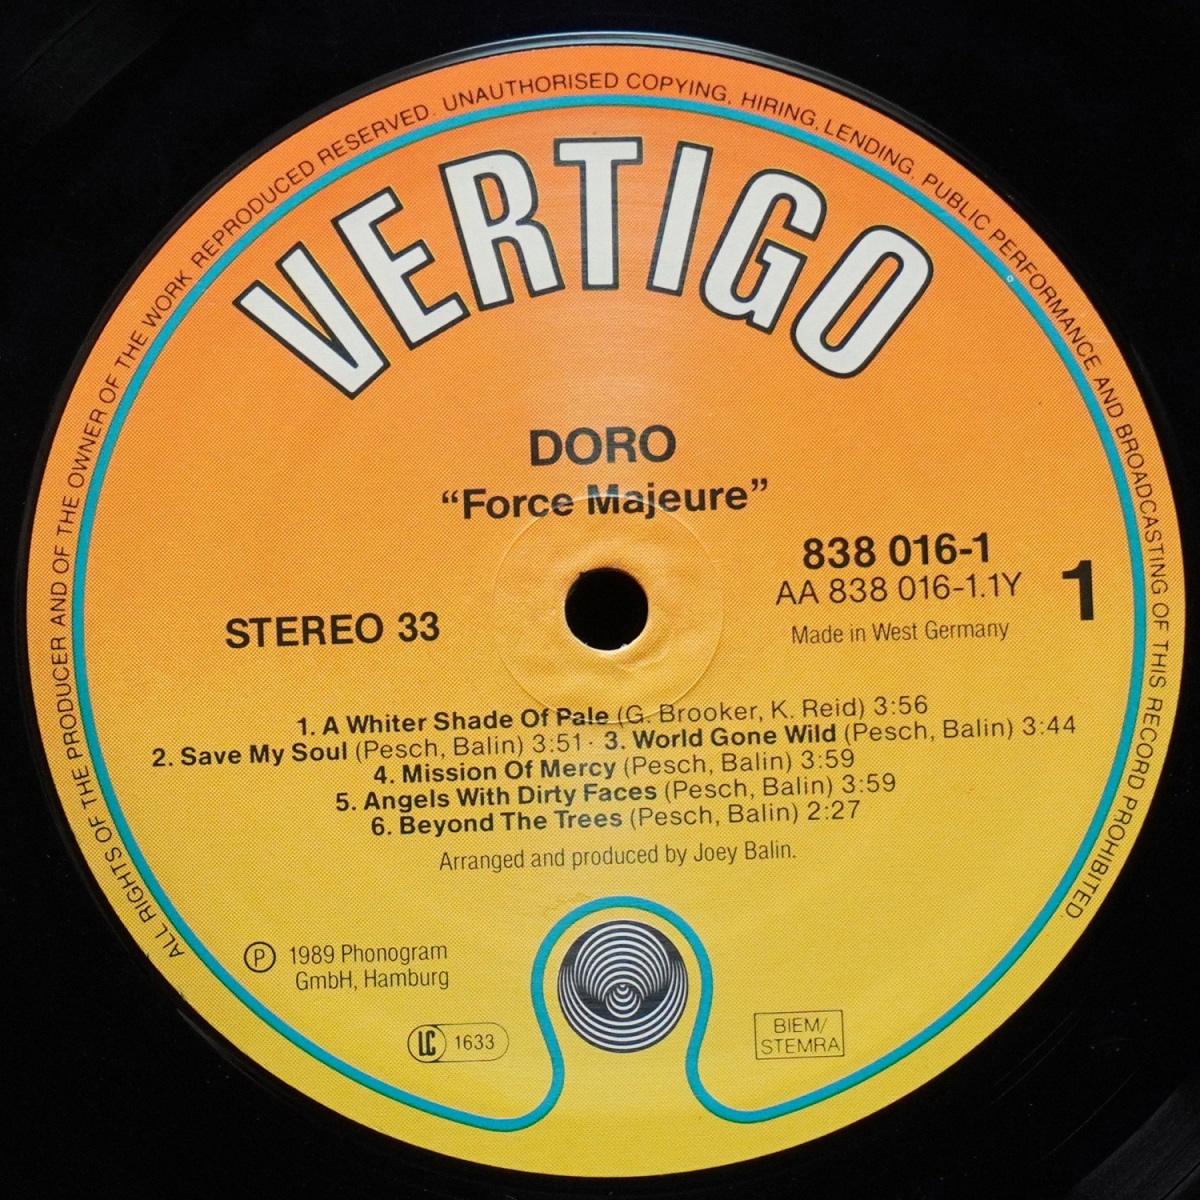 ALL RIGHTS OF THE PRODUCER AND OF THE OWNER OF THE WORK REPRODUCED RESERVED. UNAUTHORISED COPYING, HIRING, LENDING, PUBLIC PERFORMANCE AND BROADCASTING OF THIS RECORD PROHIBITED.
VERTIGO
DORO
“Force Majeure”
838 016-1
AA 838 016-1.1Y
1
STEREO 33
Made in West Germany
1. A Whiter Shade Of Pale (G. Brooker, K. Reid) 3:56
2. Save My Soul (Pesch, Balin) 3:51 · 3. World Gone Wild (Pesch, Balin) 3:44
4. Mission Of Mercy (Pesch, Balin) 3:59
5. Angels With Dirty Faces (Pesch, Balin) 3:59
6. Beyond The Trees (Pesch, Balin) 2:27
Arranged and produced by Joey Balin.
Ⓟ 1989 Phonogram
GmbH, Hamburg
LC 1633
BIEM/
STEMRA